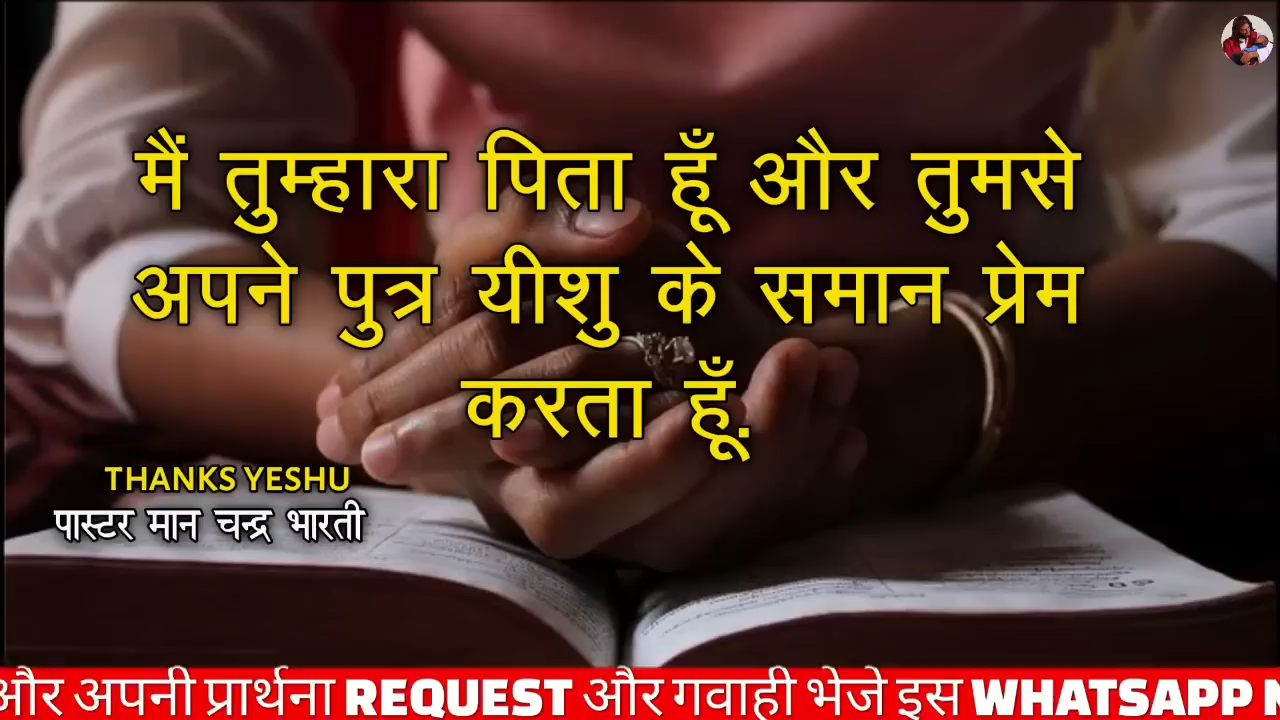 मैं तुम्हारा पिता हूँ और तुमसे
अपने पुत्र यीशु के समान प्रेम
करता हूँ.
THANKS YESHU
पास्टर मान चन्द्र भारती
और अपनी प्रार्थना REQUEST और गवाही भेजे इस WHATSAPP